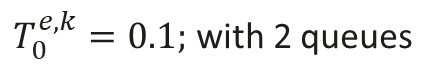 $T_0^{e,k} = 0.1$; with 2 queues